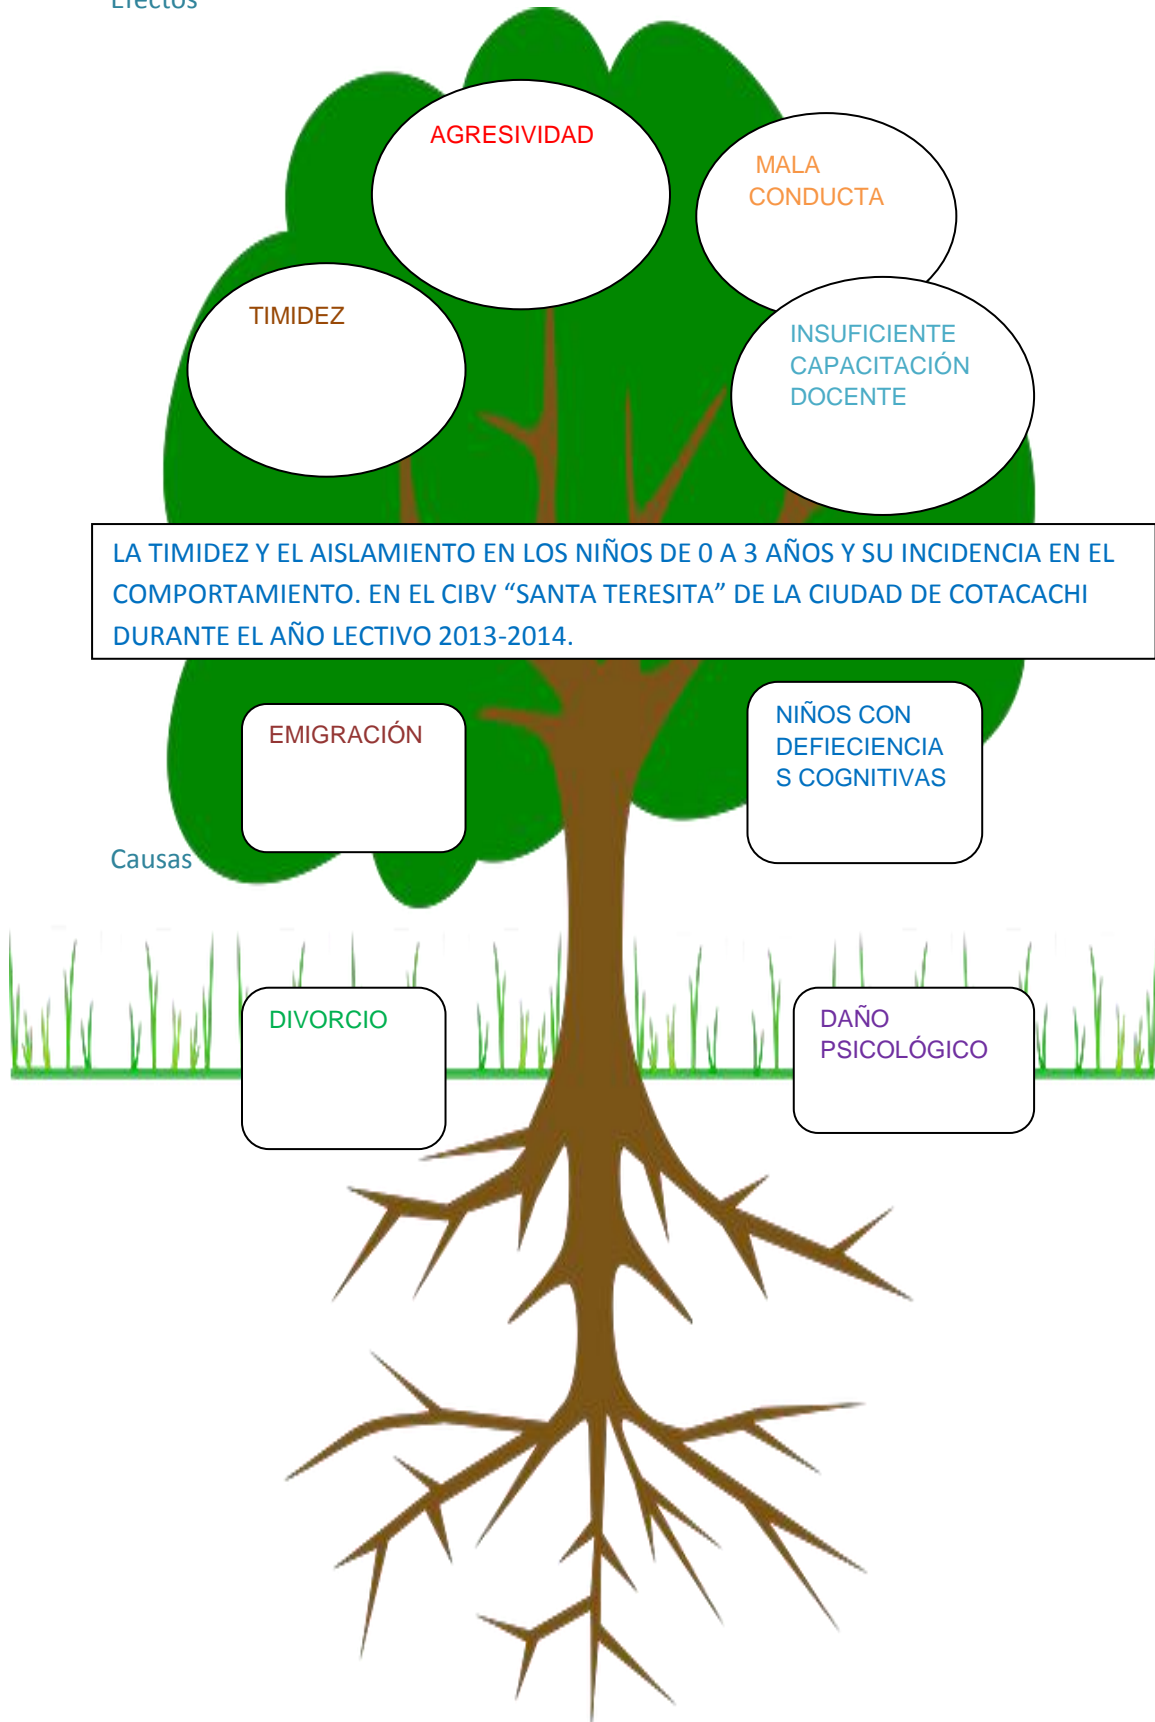 Efectos
AGRESIVIDAD
MALA
CONDUCTA
TIMIDEZ
INSUFICIENTE
CAPACITACIÓN
DOCENTE
LA TIMIDEZ Y EL AISLAMIENTO EN LOS NIÑOS DE 0 A 3 AÑOS Y SU INCIDENCIA EN EL
COMPORTAMIENTO. EN EL CIBV “SANTA TERESITA” DE LA CIUDAD DE COTACACHI
DURANTE EL AÑO LECTIVO 2013-2014.
EMIGRACIÓN
NIÑOS CON
DEFIECIENCIA
S COGNITIVAS
Causas
DIVORCIO
DAÑO
PSICOLÓGICO